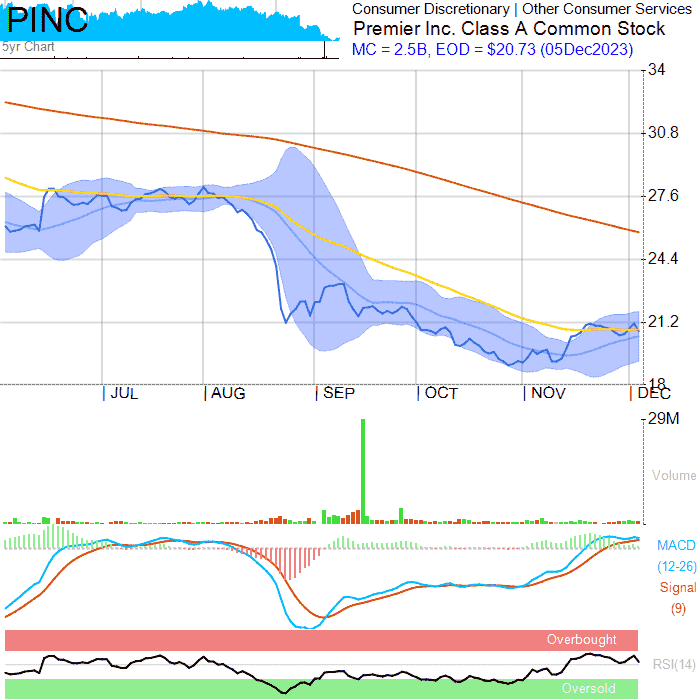 PINC
5yr Chart
Consumer Discretionary | Other Consumer Services
Premier Inc. Class A Common Stock
MC = 2.5B, EOD = $20.73 (05Dec2023)
34
30.8
27.6
24.4
21.2
18
| JUL | AUG | SEP | OCT | NOV | DEC
29M
Volume
MACD
(12-26)
Signal
(9)
Overbought
RSI(14)
Oversold